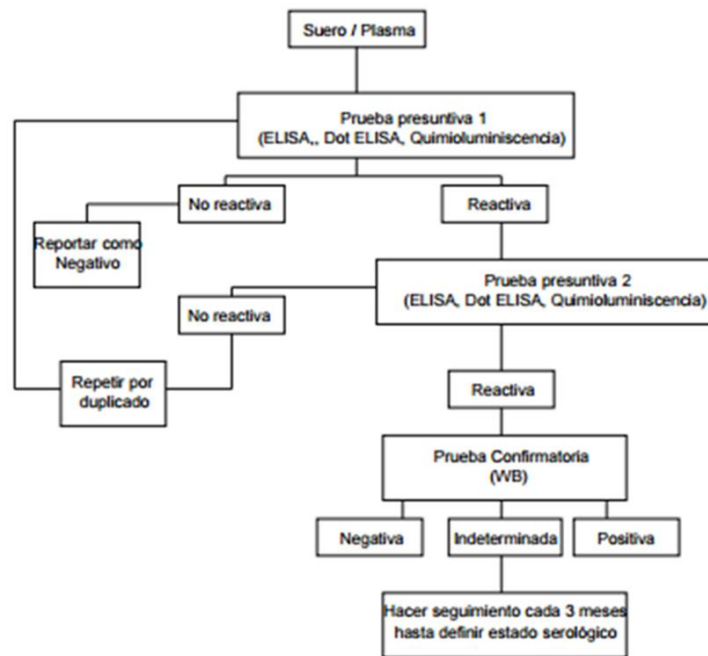 Suero / Plasma
Prueba presuntiva 1
(ELISA,, Dot ELISA, Quimioluminiscencia)
No reactiva
Reactiva
Reportar como
Negativo
Prueba presuntiva 2
(ELISA, Dot ELISA, Quimioluminiscencia)
No reactiva
Repetir por
duplicado
Reactiva
Prueba Confirmatoria
(WB)
Negativa
Indeterminada
Positiva
Hacer seguimiento cada 3 meses
hasta definir estado serológico